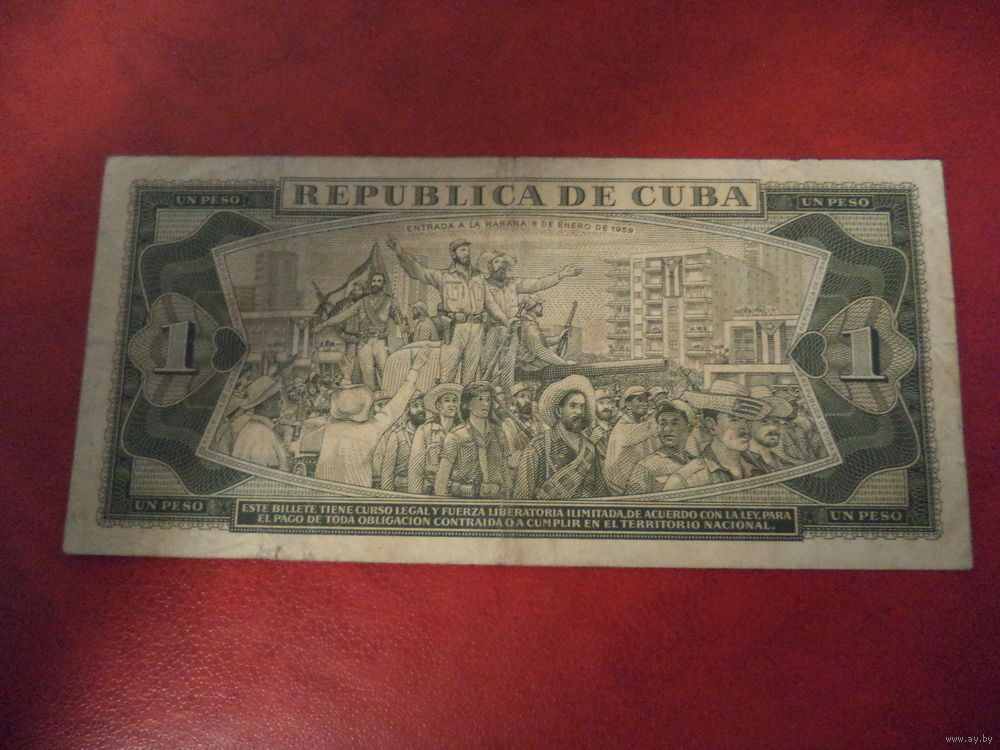 UN PESO
REPUBLICA DE CUBA
UN PESO
ENTRADA A LA HABANA 8 DE ENERO DE 1959
1
1
UN PESO
ESTE BILLETE TIENE CURSO LEGAL Y FUERZA LIBERATORIA ILIMITADA, DE ACUERDO CON LA LEY, PARA
EL PAGO DE TODA OBLIGACION CONTRAIDA O A CUMPLIR EN EL TERRITORIO NACIONAL.
UN PESO
www.ay.by